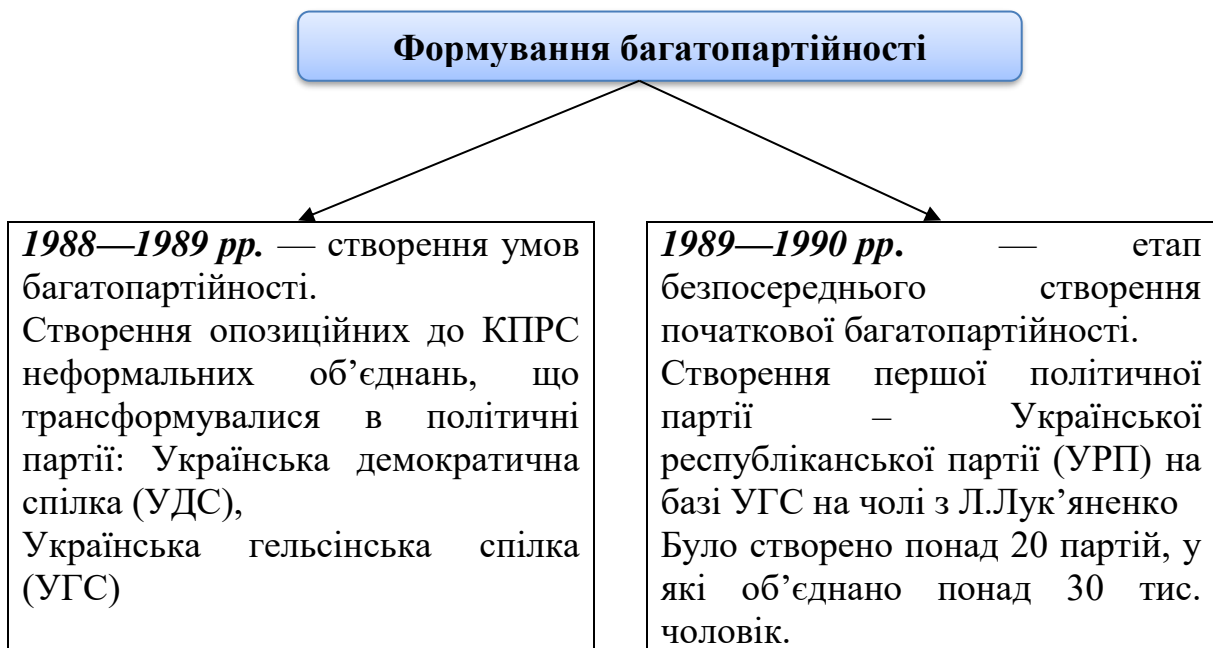 Формування багатопартійності
1988—1989 рр. — створення умов
багатопартійності.
Створення опозиційних до КПРС
неформальних об’єднань, що
трансформувалися в політичні
партії: Українська демократична
спілка (УДС),
Українська гельсінська спілка
(УГС)
1989—1990 рр. — етап
безпосереднього створення
початкової багатопартійності.
Створення першої політичної
партії – Української
республіканської партії (УРП) на
базі УГС на чолі з Л.Лук’яненко
Було створено понад 20 партій, у
які об’єднано понад 30 тис.
чоловік.